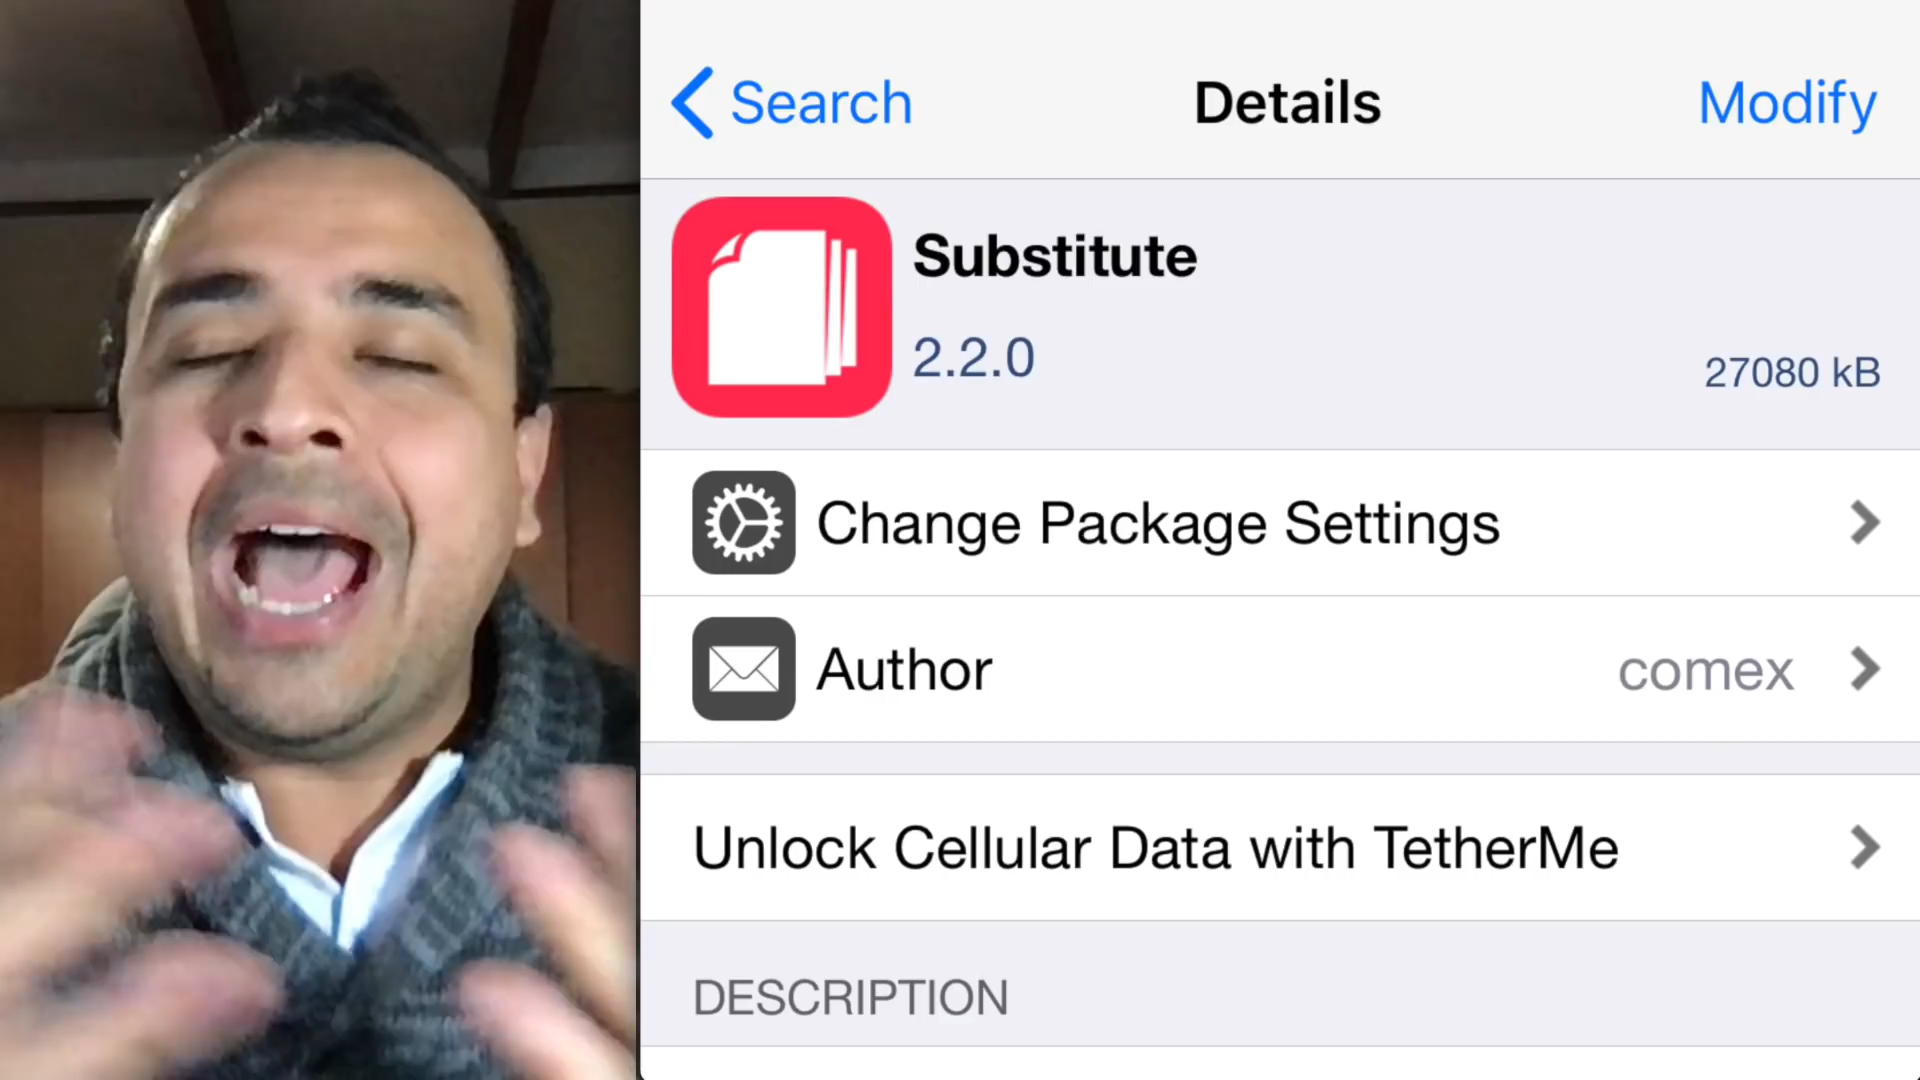 Search
Details
Modify
Substitute
2.2.0
27080 kB
Change Package Settings
Author
comex
Unlock Cellular Data with TetherMe
DESCRIPTION